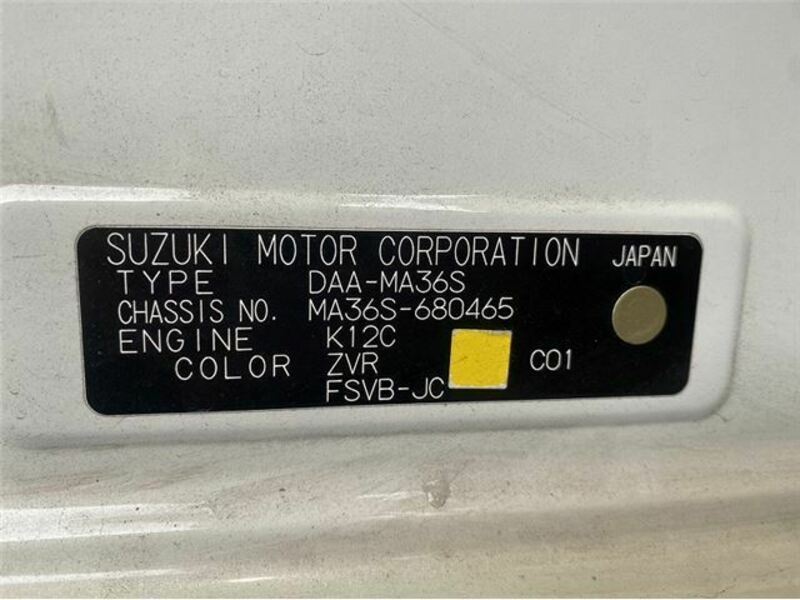 SUZUKI MOTOR CORPORATION JAPAN
TYPE DAA-MA36S
CHASSIS NO. MA36S-680465
ENGINE K12C
COLOR ZVR C01
FSVB-JC